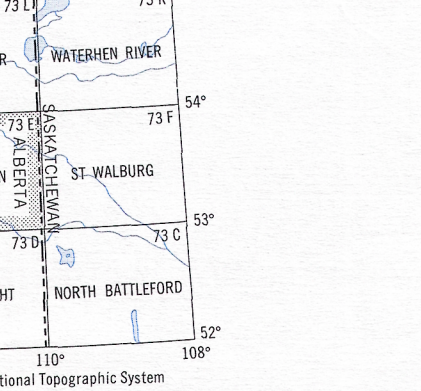 73 L
73 K
R
WATERHEN RIVER
54°
73 E
73 F
SASKATCHEWAN
ALBERTA
N
ST WALBURG
53°
73 D
73 C
HT
NORTH BATTLEFORD
52°
110°
108°
tional Topographic System